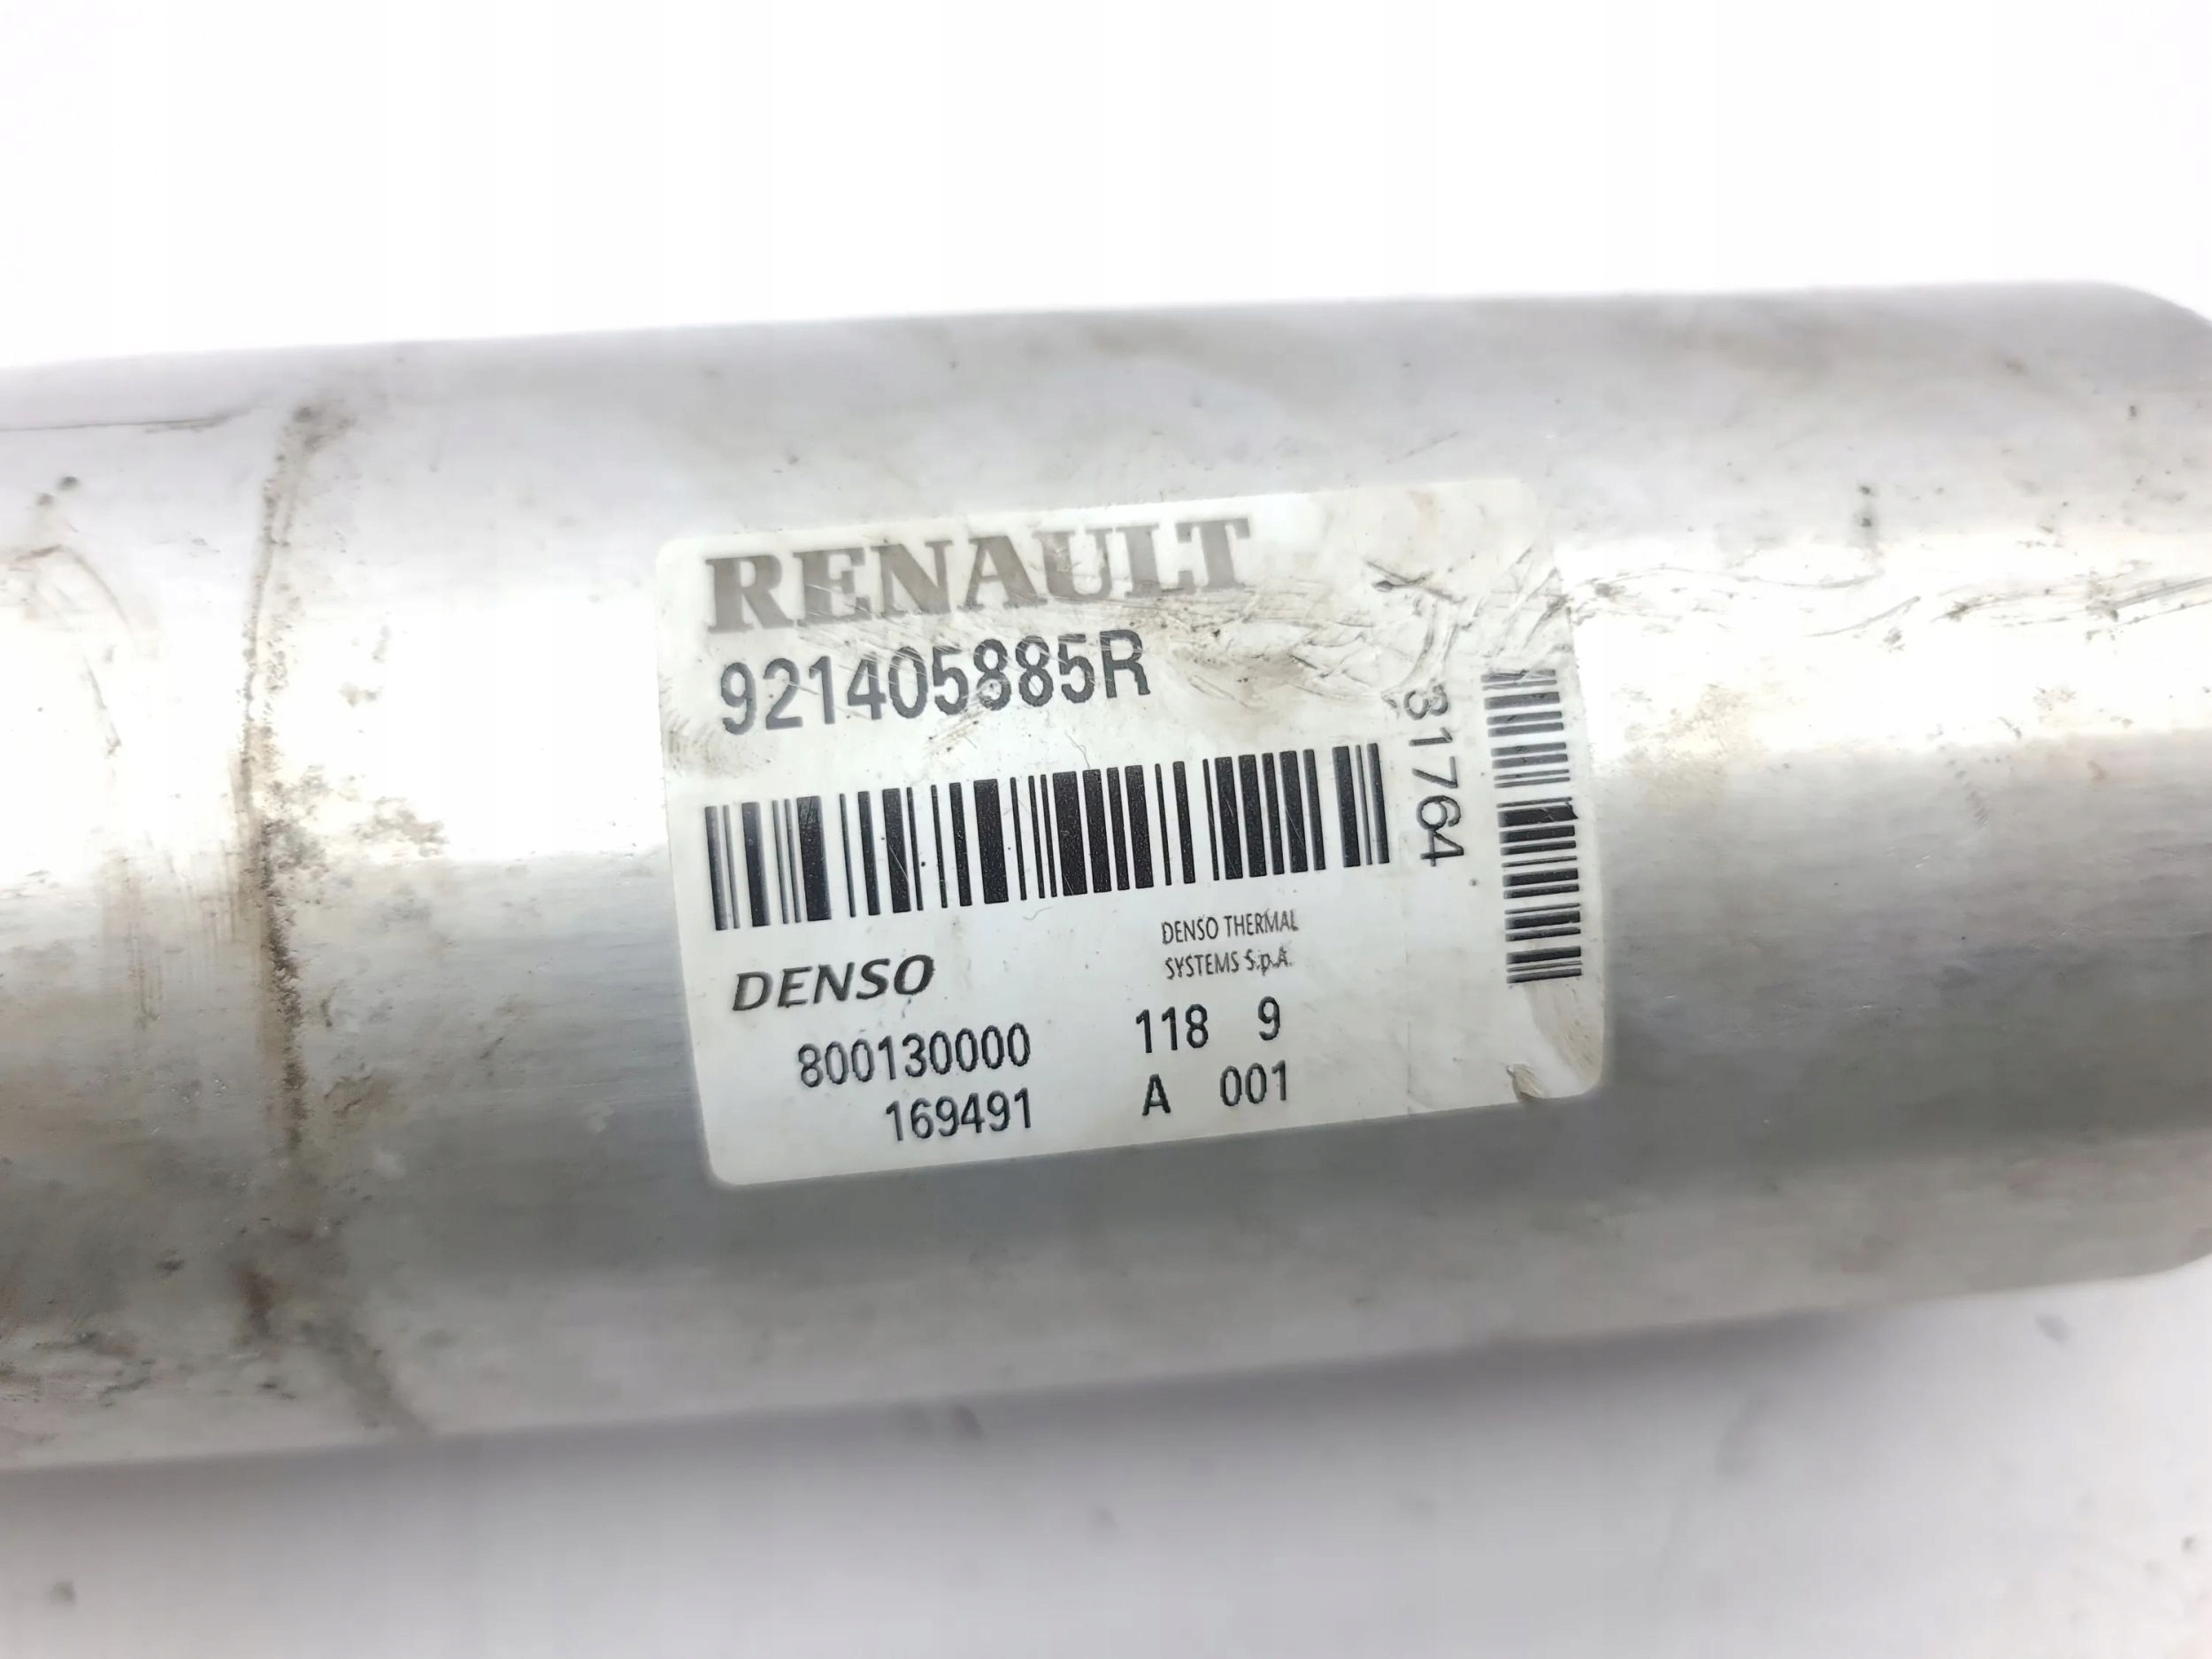 RENAULT
921405885R
31764
DENSO
DENSO THERMAL
SYSTEMS S.p.A.
800130000 118 9
169491 A 001